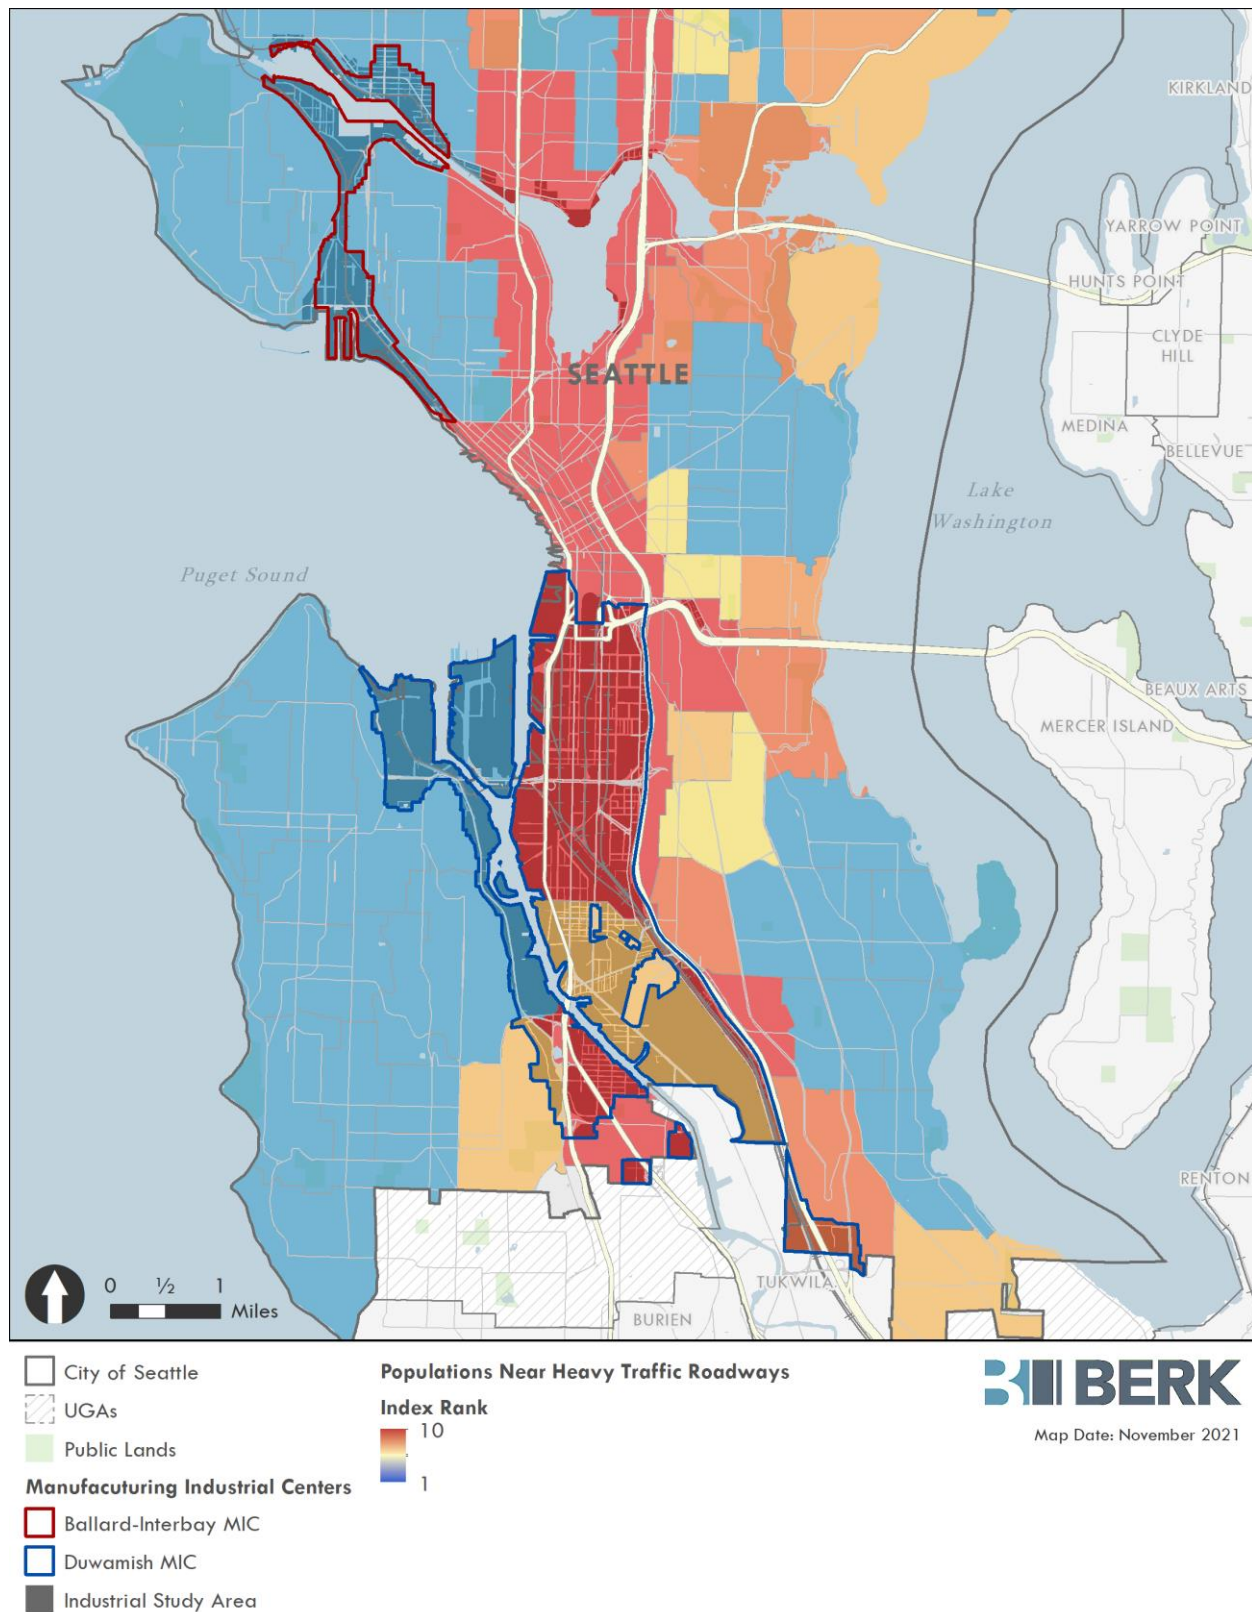 KIRKLAND
YARROW POINT
HUNTS POINT
CLYDE
HILL
SEATTLE
MEDINA
BELLEVUE
Lake
Washington
Puget Sound
BEAUX ARTS
MERCER ISLAND
RENTON
TUKWILA
BURIEN
0 ½ 1
Miles
City of Seattle
UGAs
Public Lands
Manufacuturing Industrial Centers
Ballard-Interbay MIC
Duwamish MIC
Industrial Study Area
Populations Near Heavy Traffic Roadways
Index Rank
10
1
BERK
Map Date: November 2021